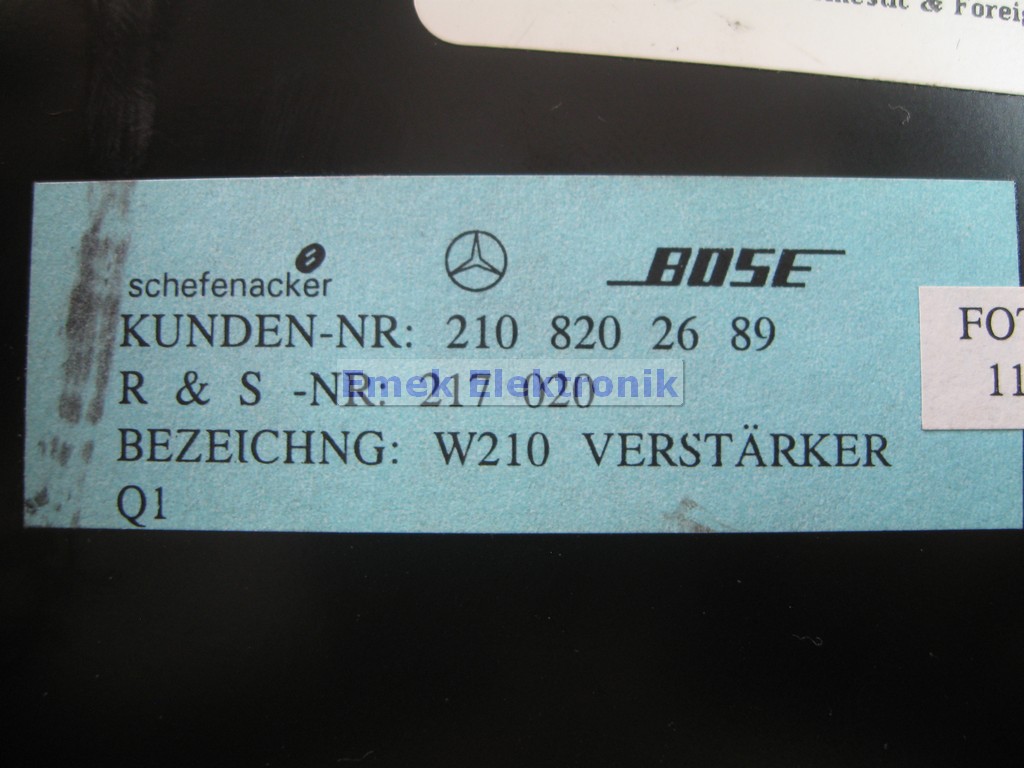 & Foreig
schefenacker
BOSE
KUNDEN-NR: 210 820 26 89
R & S -NR: 217 020
Emek Elektronik
BEZEICHNG: W210 VERSTÄRKER
Q1
FOT
11